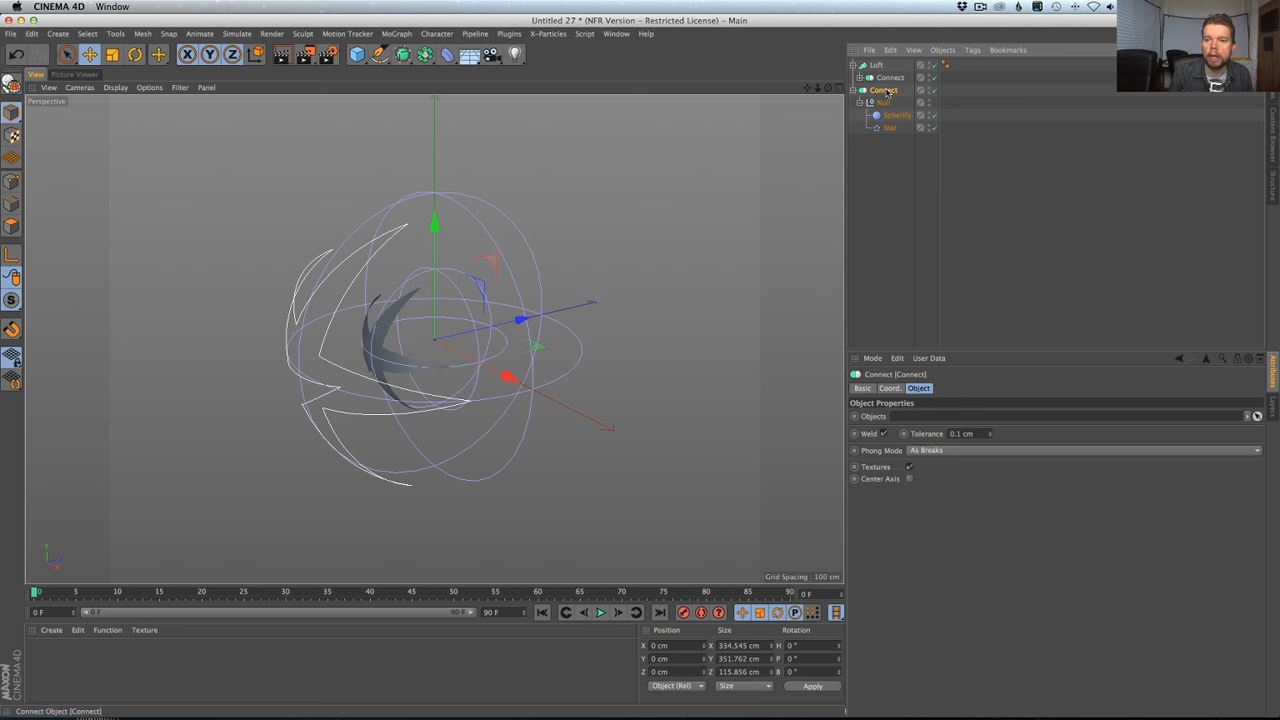 CINEMA 4D Window
Untitled 27 * (NFR Version - Restricted License) - Main
File Edit Create Select Tools Mesh Snap Animate Simulate Render Sculpt Motion Tracker MoGraph Character Pipeline Plugins X-Particles Script Window Help
File Edit View Objects Tags Bookmarks
Loft
Connect
Connect
Null
Spherify
Star
View Picture Viewer
View Cameras Display Options Filter Panel
Perspective
Content Browser
Structure
Mode Edit User Data
Connect [Connect]
Basic Coord. Object
Object Properties
Objects
Weld Tolerance 0.1 cm
Phong Mode As Breaks
Textures
Center Axis
Attributes
Layers
Grid Spacing : 100 cm
0 5 10 15 20 25 30 35 40 45 50 55 60 65 70 75 80 85 90 0 F
0 F 0 F 90 F 90 F
Create Edit Function Texture
Position Size Rotation
X 0 cm X 334.545 cm H 0 °
Y 0 cm Y 351.762 cm P 0 °
Z 0 cm Z 115.856 cm B 0 °
Object (Rel) Size Apply
MAXON
CINEMA 4D
Connect Object [Connect]